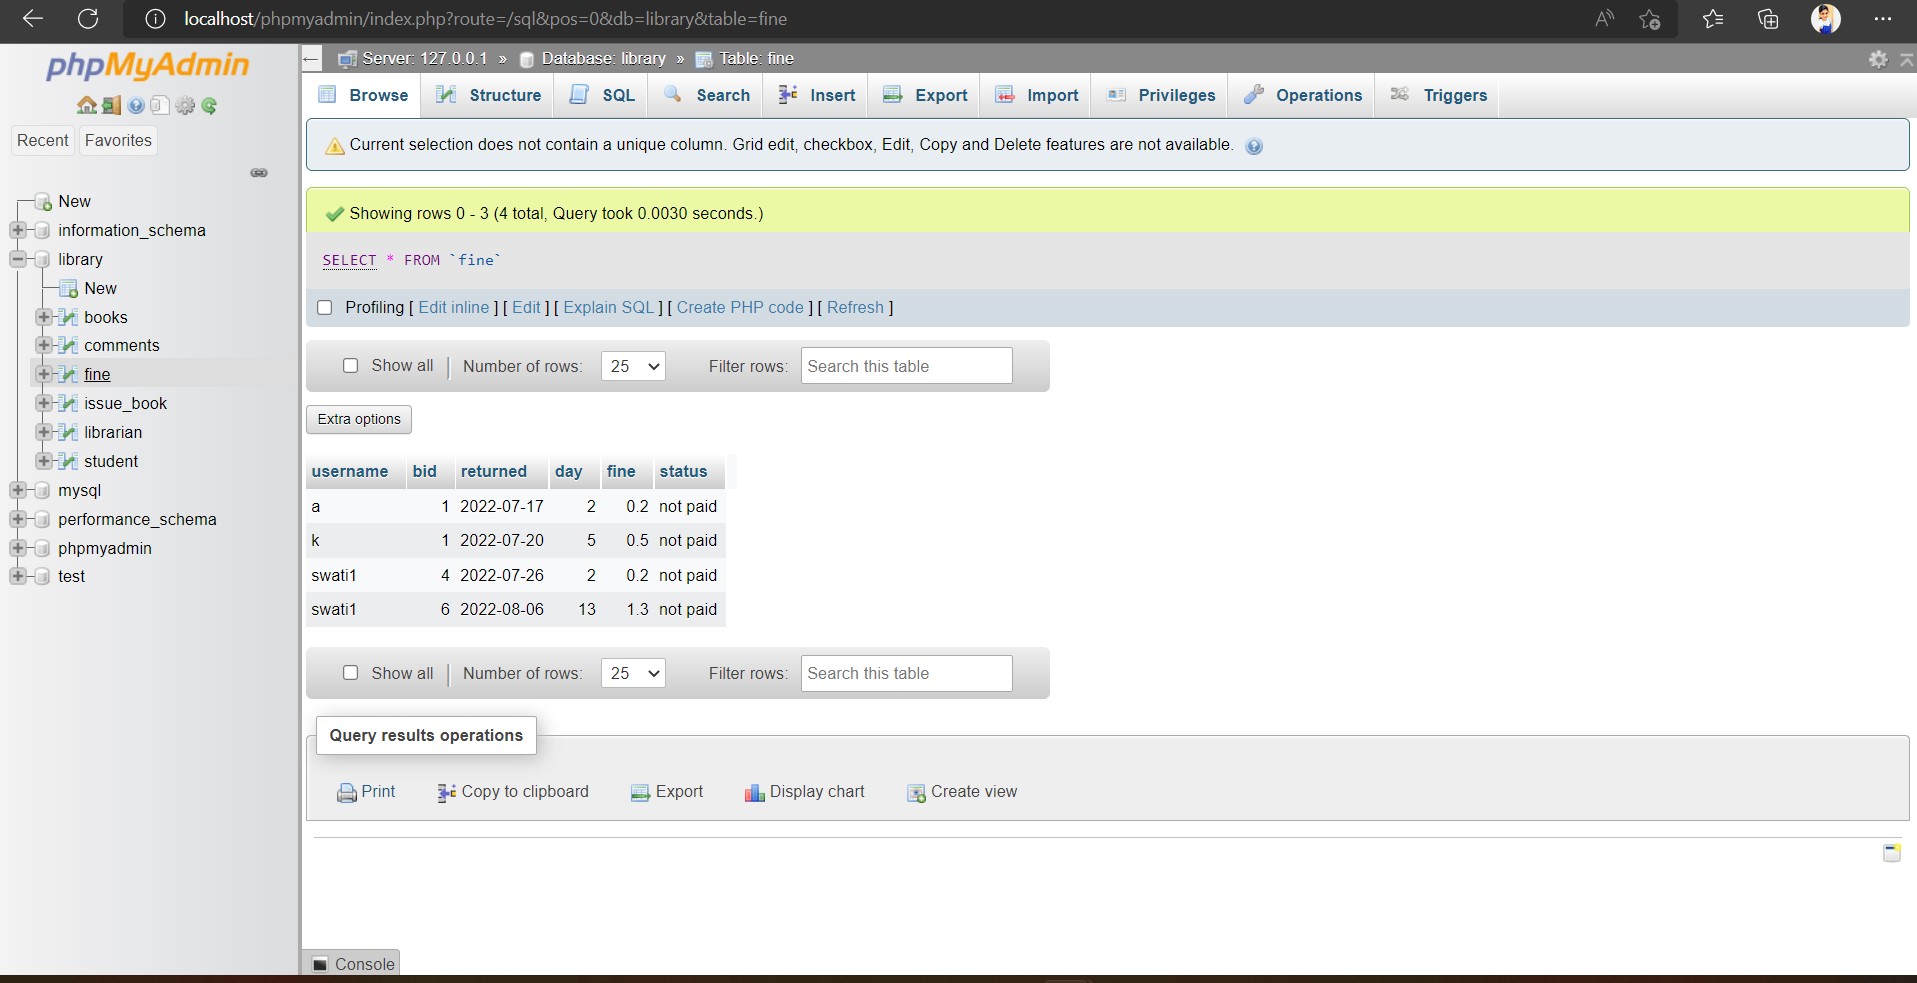 localhost/phpmyadmin/index.php?route=/sql&pos=0&db=library&table=fine
phpMyAdmin
Recent Favorites
New
information_schema
library
New
books
comments
fine
issue_book
librarian
student
mysql
performance_schema
phpmyadmin
test
Server: 127.0.0.1 » Database: library » Table: fine
Browse Structure SQL Search Insert Export Import Privileges Operations Triggers
Current selection does not contain a unique column. Grid edit, checkbox, Edit, Copy and Delete features are not available.
Showing rows 0 - 3 (4 total, Query took 0.0030 seconds.)
SELECT * FROM `fine`
Profiling [ Edit inline ] [ Edit ] [ Explain SQL ] [ Create PHP code ] [ Refresh ]
Show all | Number of rows: 25 Filter rows: Search this table
Extra options
username bid returned day fine status
a 1 2022-07-17 2 0.2 not paid
k 1 2022-07-20 5 0.5 not paid
swati1 4 2022-07-26 2 0.2 not paid
swati1 6 2022-08-06 13 1.3 not paid
Show all | Number of rows: 25 Filter rows: Search this table
Query results operations
Print Copy to clipboard Export Display chart Create view
Console